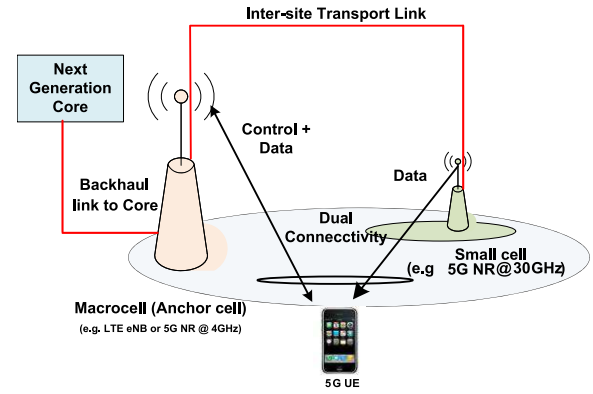 Inter-site Transport Link
Next
Generation
Core
Control +
Data
Backhaul
link to Core
Data
Dual
Connecctivity
Small cell
(e.g 5G NR@30GHz)
Macrocell (Anchor cell)
(e.g. LTE eNB or 5G NR @ 4GHz)
5G UE